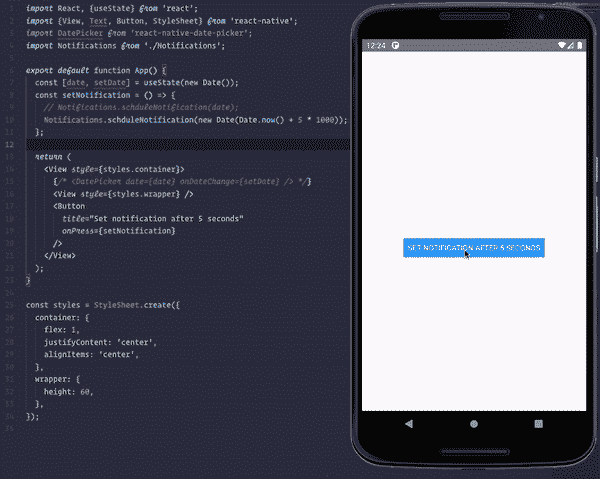 import React, {useState} from 'react';
import {View, Text, Button, StyleSheet} from 'react-native';
import DatePicker from 'react-native-date-picker';
import Notifications from './Notifications';
export default function App() {
const [date, setDate] = useState(new Date());
const setNotification = () => {
// Notifications.schduleNotification(date);
Notifications.schduleNotification(new Date(Date.now() + 5 * 1000));
};
return (
<View style={styles.container}>
{/* <DatePicker date={date} onDateChange={setDate} /> */}
<View style={styles.wrapper} />
<Button
title="Set notification after 5 seconds"
onPress={setNotification}
/>
</View>
);
}
const styles = StyleSheet.create({
container: {
flex: 1,
justifyContent: 'center',
alignItems: 'center',
},
wrapper: {
height: 60,
},
});
12:24
SET NOTIFICATION AFTER 5 SECONDS